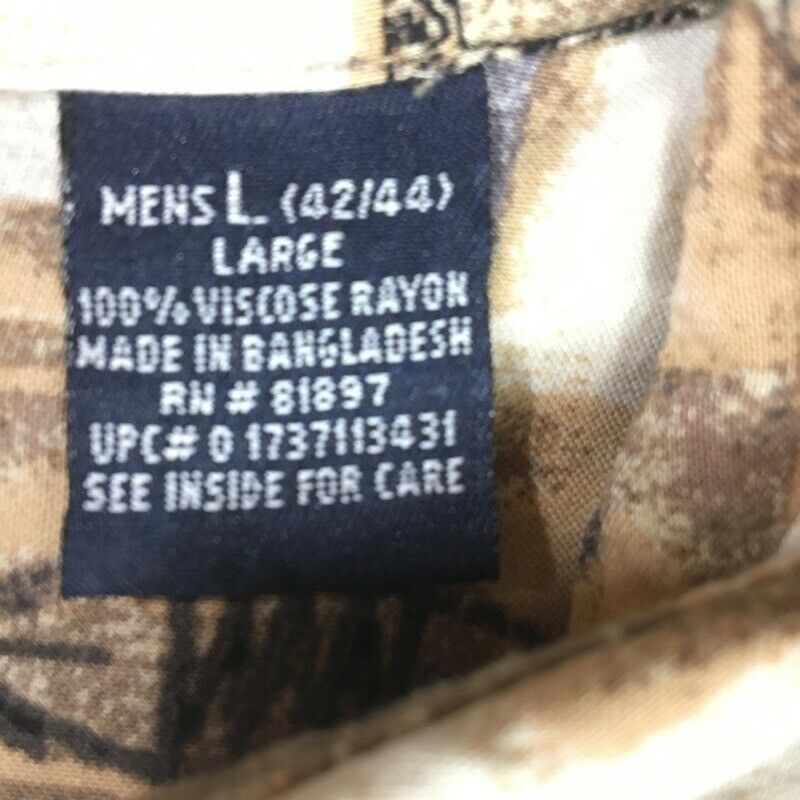 MENS L (42/44)
LARGE
100% VISCOSE RAYON
MADE IN BANGLADESH
RN # 81897
UPC# 0 1737113431
SEE INSIDE FOR CARE